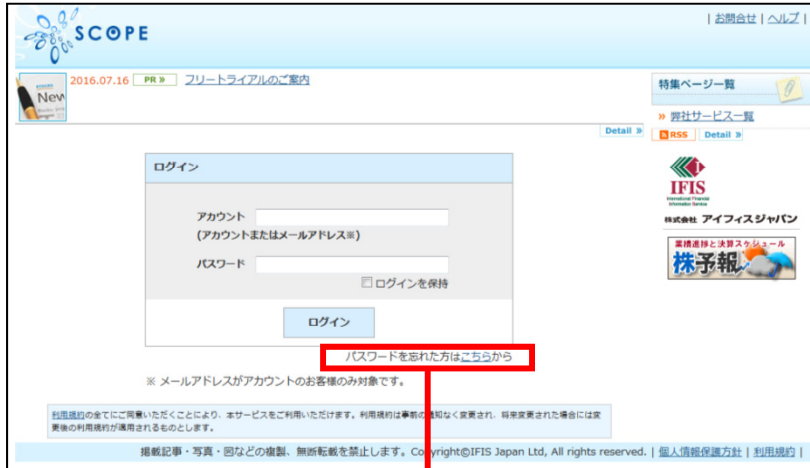 SCOPE
| お問合せ | ヘルプ |
New
2016.07.16 PR » フリートライアルのご案内
特集ページ一覧
» 弊社サービス一覧
Detail »
RSS Detail »
ログイン
IFIS
International Financial
Information Service
株式会社 アイフィスジャパン
アカウント
(アカウントまたはメールアドレス※)
業績進捗と決算スケジュール
株予報
パスワード
ログインを保持
ログイン
パスワードを忘れた方はこちらから
※ メールアドレスがアカウントのお客様のみ対象です。
利用規約の全てにご同意いただくことにより、本サービスをご利用いただけます。利用規約は事前の通知なく変更され、将来変更された場合には変
更後の利用規約が適用されるものとします。
掲載記事・写真・図などの複製、無断転載を禁止します。Copyright©IFIS Japan Ltd, All rights reserved. | 個人情報保護方針 | 利用規約 |